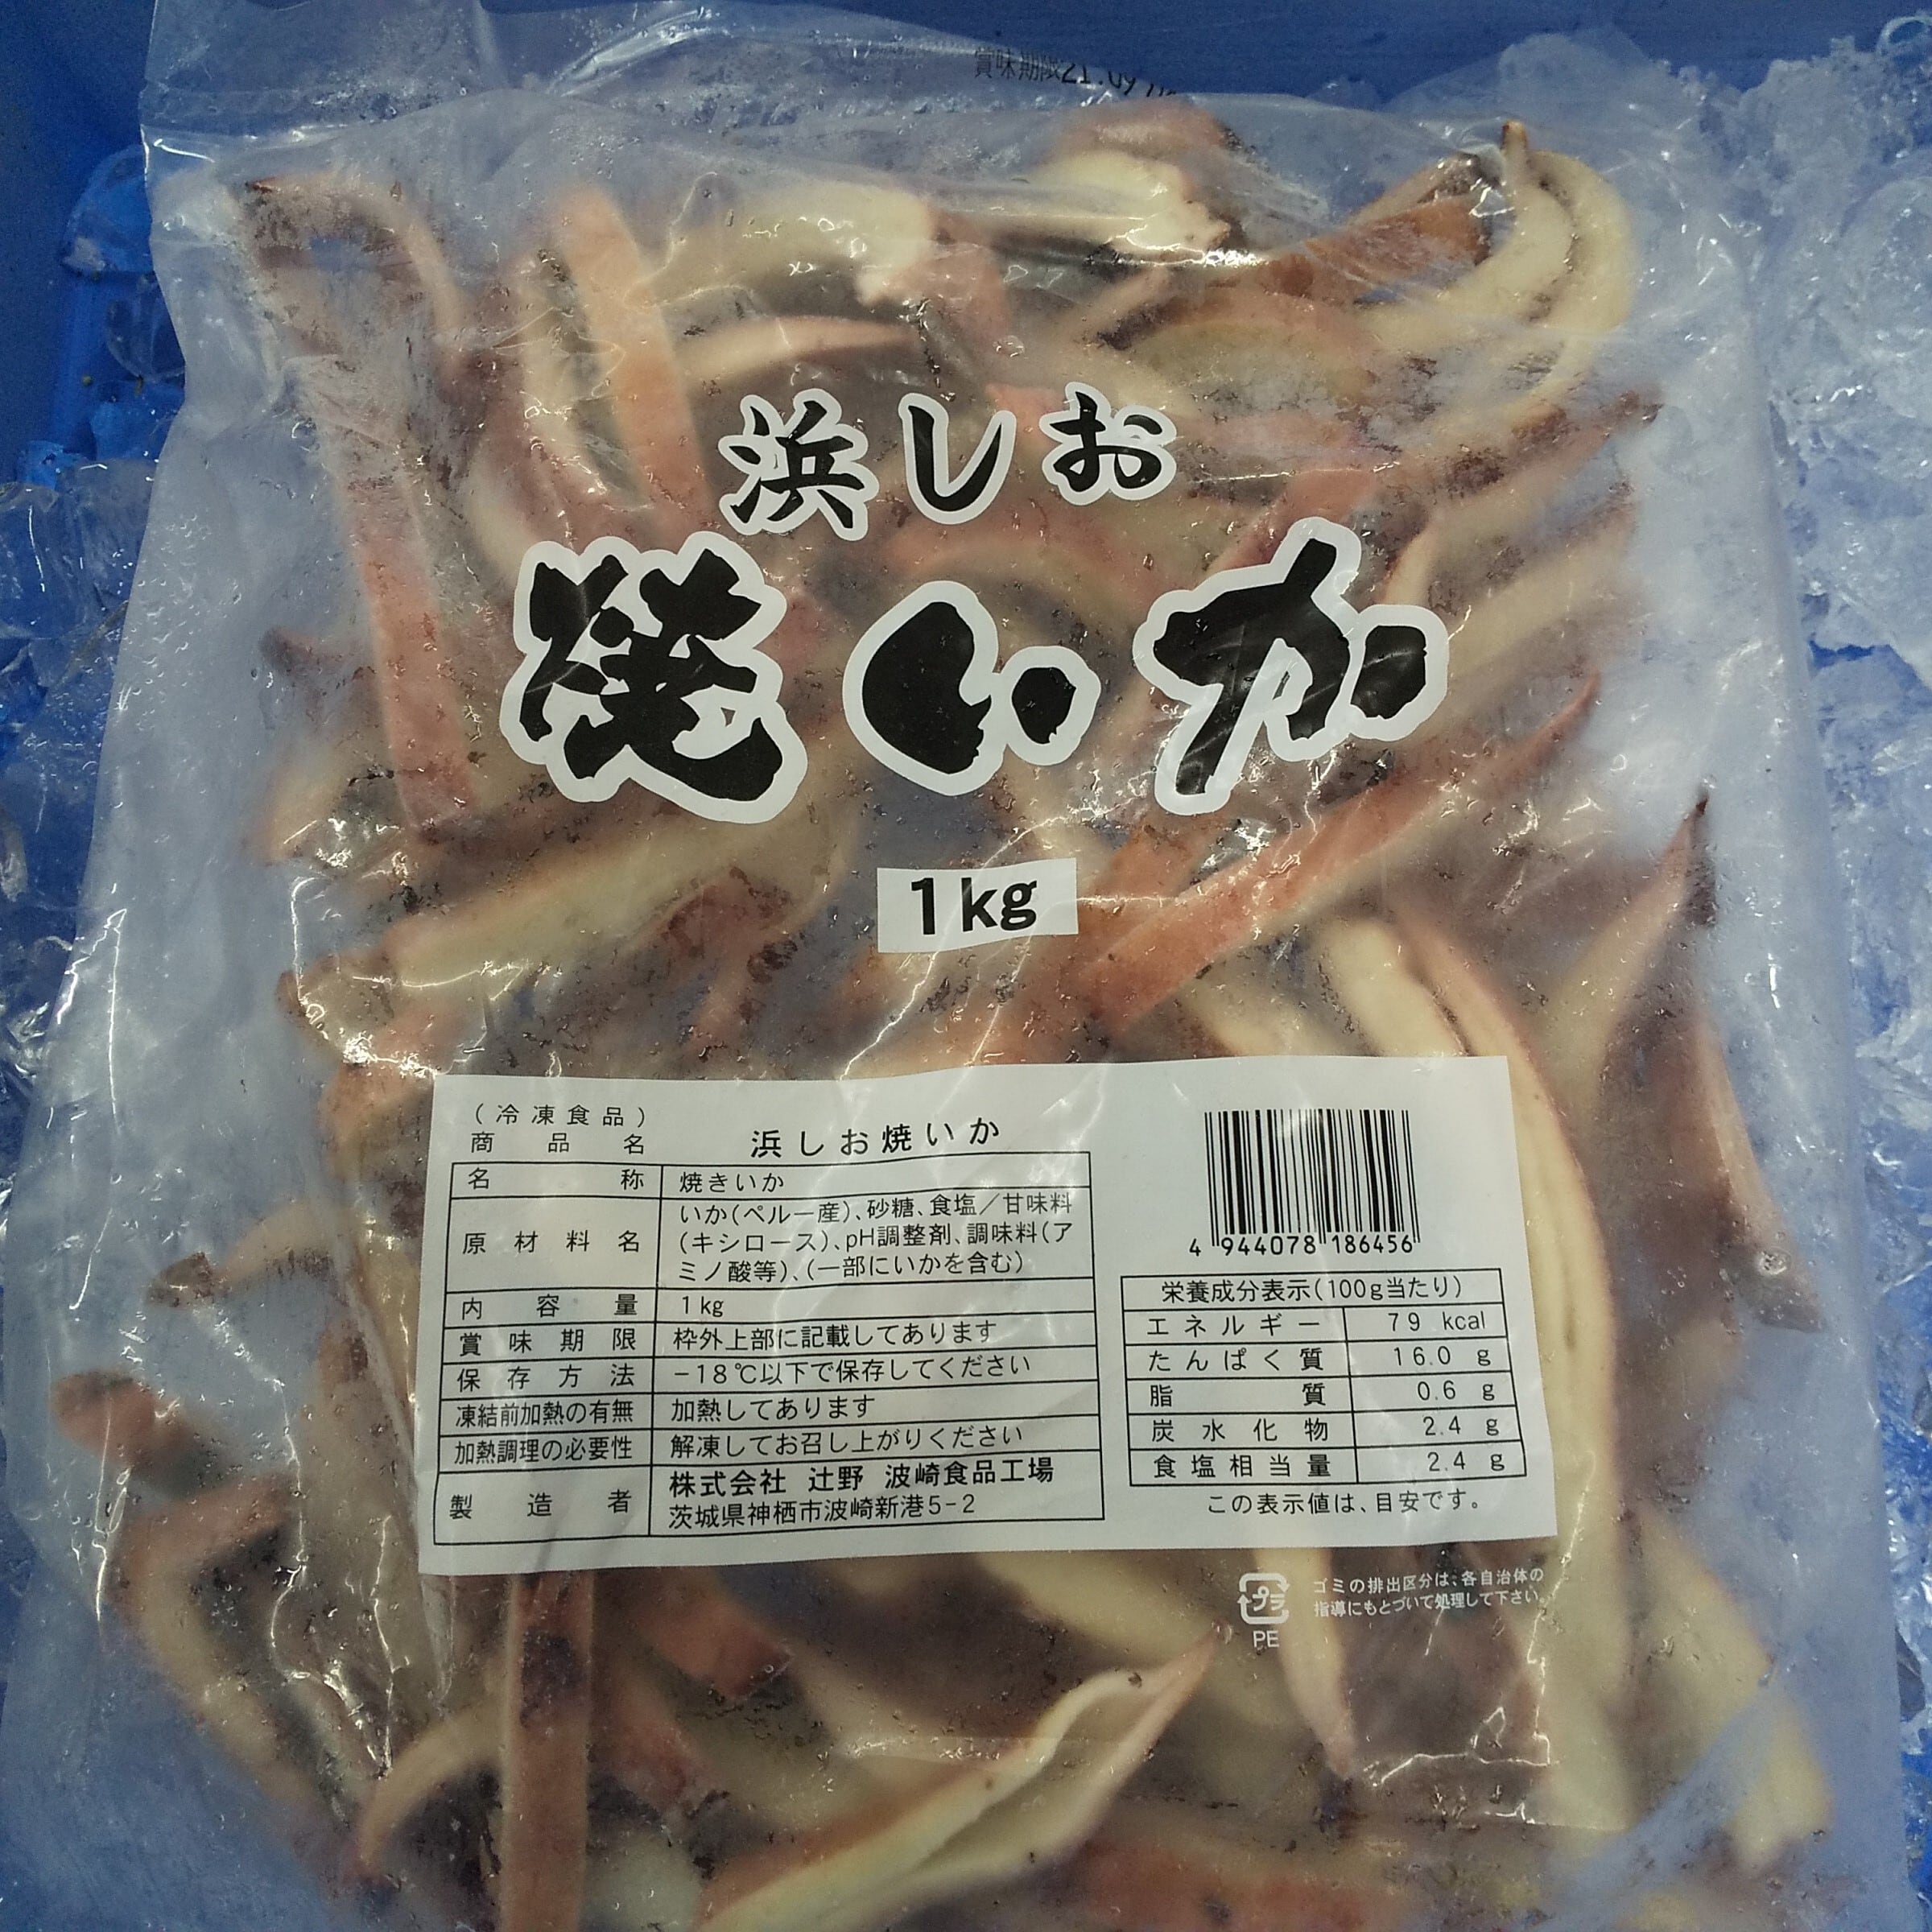 賞味期限21.09
浜しお
焼いか
1kg
(冷凍食品)
商品名 浜しお焼いか
名称 焼きいか
原材料名 いか(ペルー産)、砂糖、食塩/甘味料
(キシロース)、pH調整剤、調味料(ア
ミノ酸等)、(一部にいかを含む)
内容量 1kg
賞味期限 枠外上部に記載してあります
保存方法 -18℃以下で保存してください
凍結前加熱の有無 加熱してあります
加熱調理の必要性 解凍してお召し上がりください
製造者 株式会社 辻野 波崎食品工場
茨城県神栖市波崎新港5-2
4 944078 186456
栄養成分表示(100g当たり)
エネルギー 79 kcal
たんぱく質 16.0 g
脂質 0.6 g
炭水化物 2.4 g
食塩相当量 2.4 g
この表示値は、目安です。
プラ
PE
ゴミの排出区分は、各自治体の
指導にもとづいて処理して下さい。